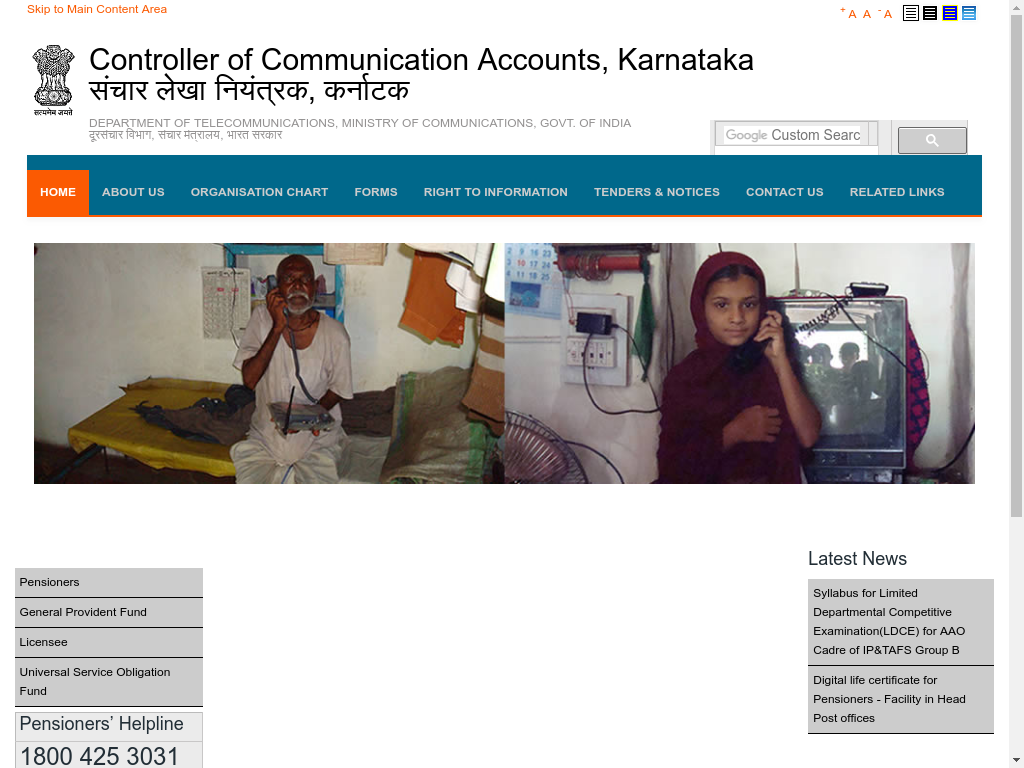 Skip to Main Content Area
+A A -A
Controller of Communication Accounts, Karnataka
संचार लेखा नियंत्रक, कर्नाटक
सत्यमेव जयते
DEPARTMENT OF TELECOMMUNICATIONS, MINISTRY OF COMMUNICATIONS, GOVT. OF INDIA
दूरसंचार विभाग, संचार मंत्रालय, भारत सरकार
Google Custom Searc
HOME ABOUT US ORGANISATION CHART FORMS RIGHT TO INFORMATION TENDERS & NOTICES CONTACT US RELATED LINKS
Pensioners
General Provident Fund
Licensee
Universal Service Obligation
Fund
Pensioners’ Helpline
1800 425 3031
Latest News
Syllabus for Limited
Departmental Competitive
Examination(LDCE) for AAO
Cadre of IP&TAFS Group B
Digital life certificate for
Pensioners - Facility in Head
Post offices